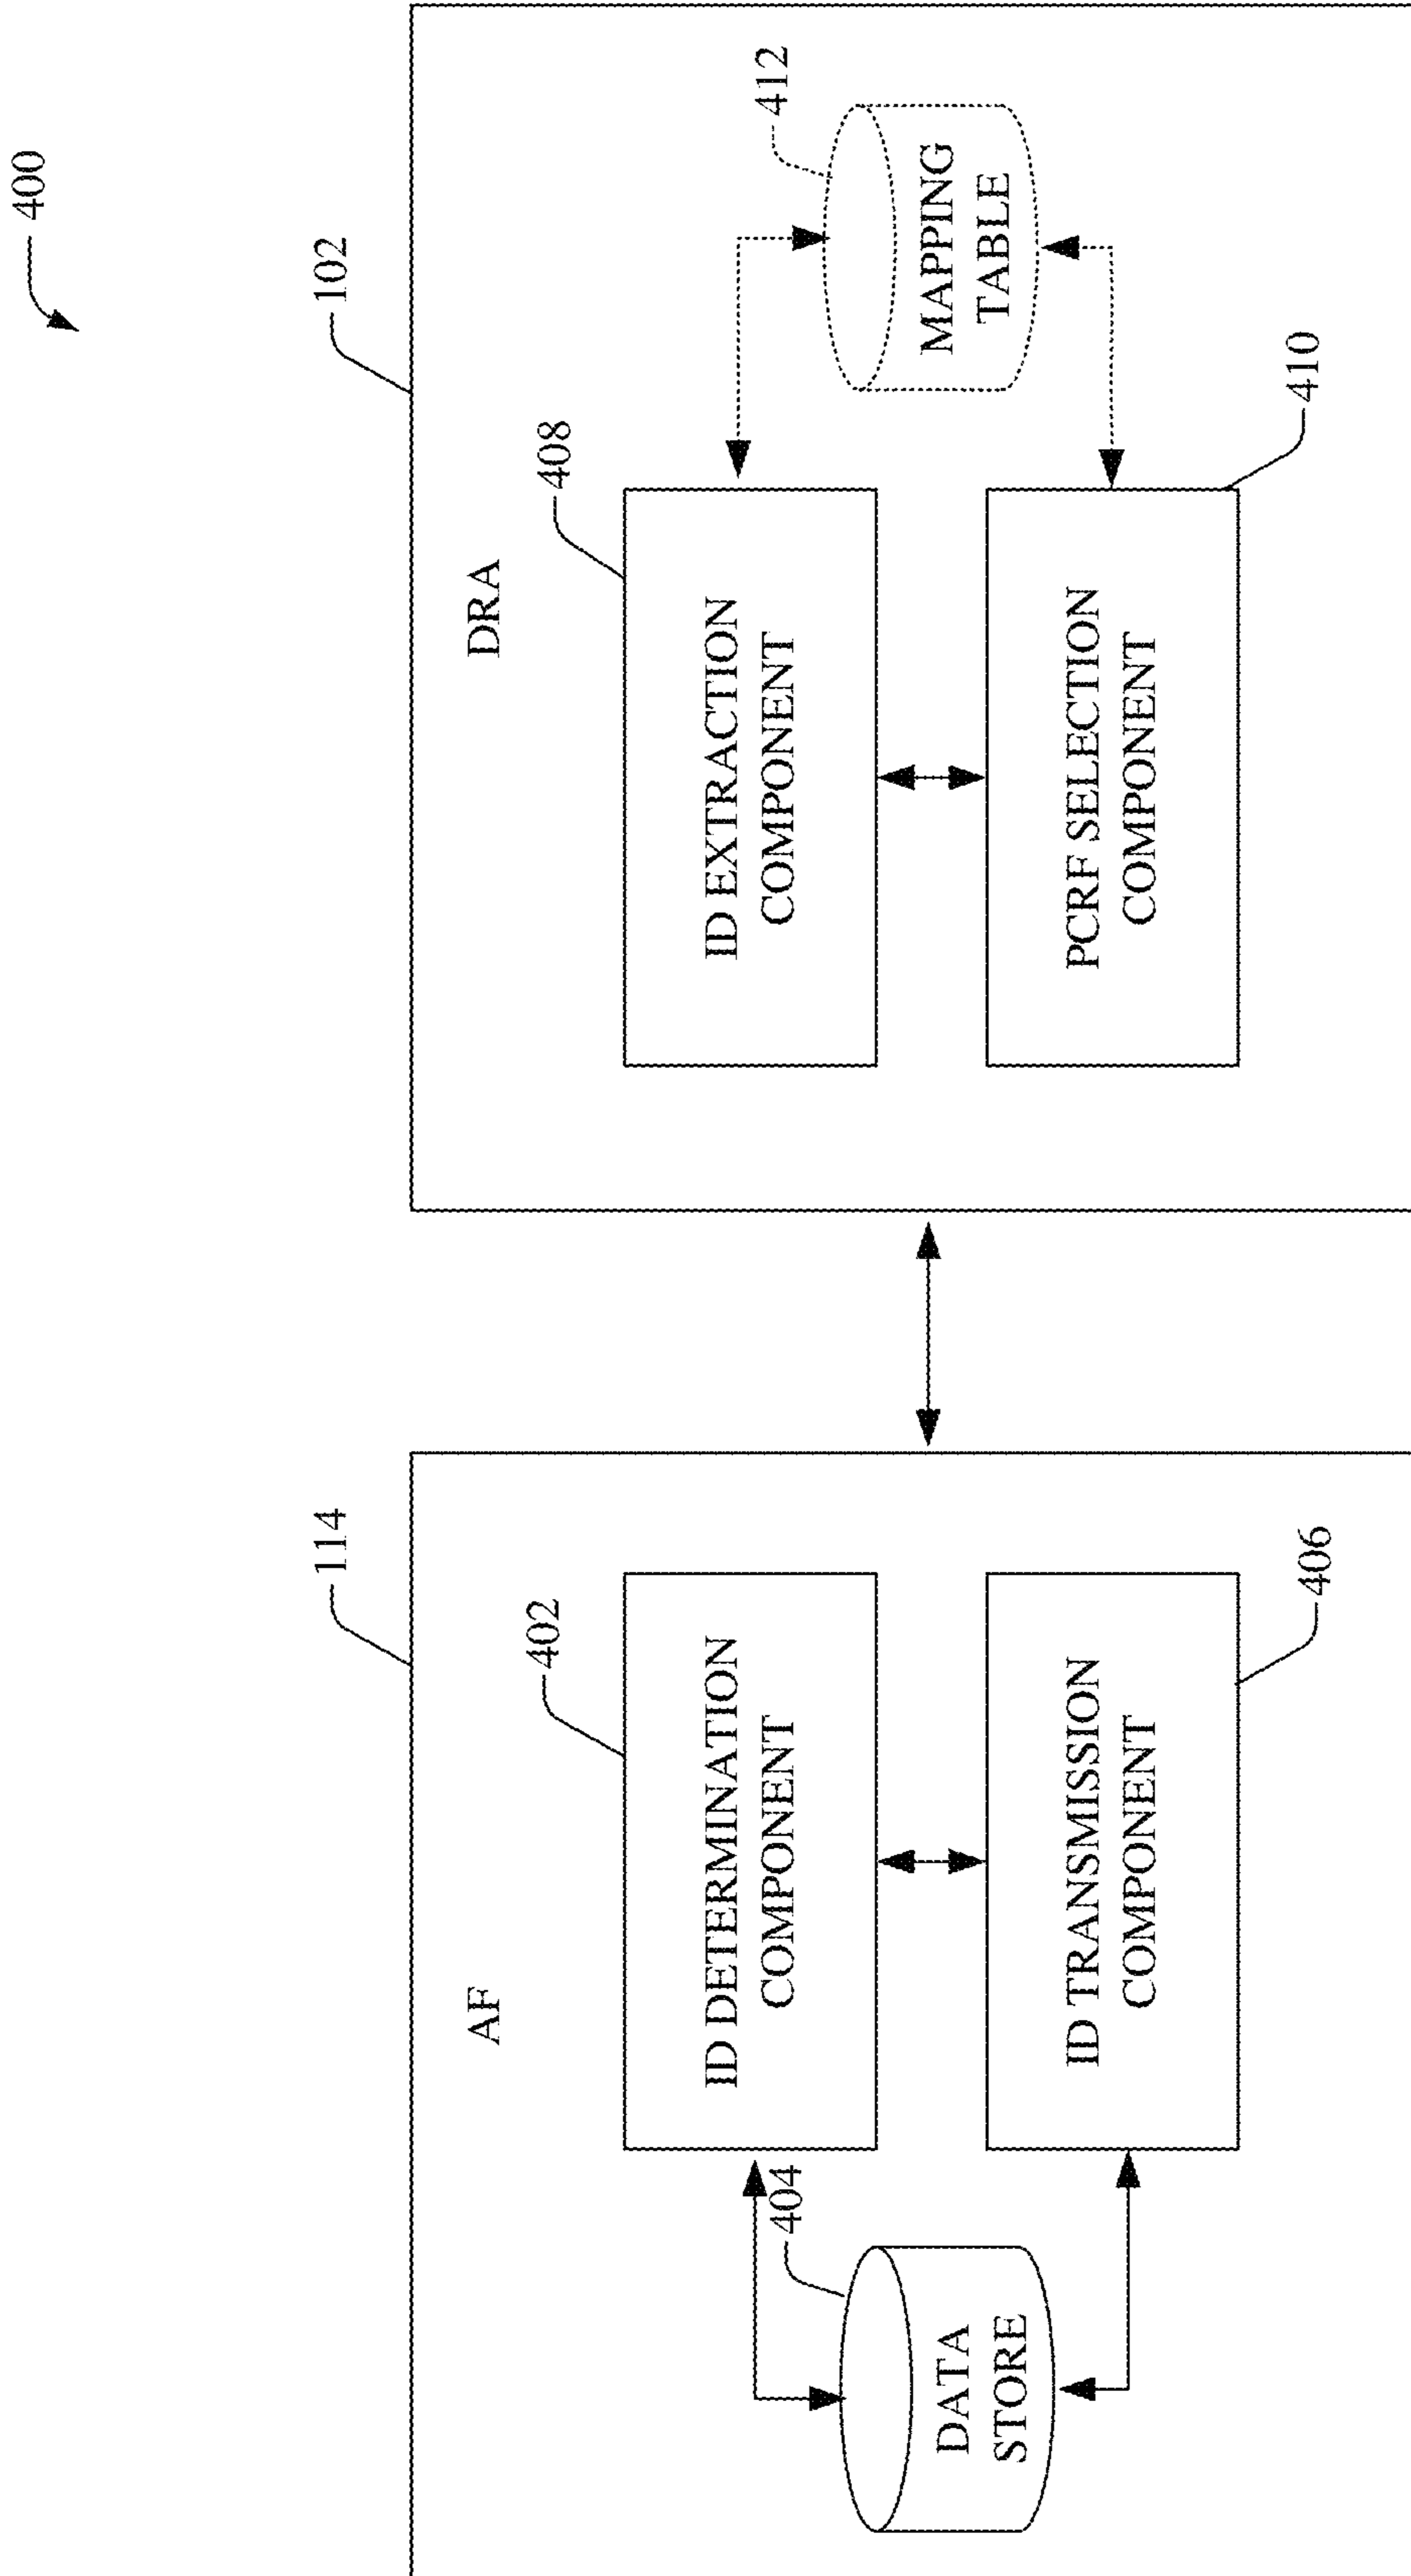 400
114
AF
402
ID DETERMINATION
COMPONENT
404
DATA
STORE
ID TRANSMISSION
COMPONENT
406
102
DRA
408
ID EXTRACTION
COMPONENT
412
MAPPING
TABLE
PCRF SELECTION
COMPONENT
410